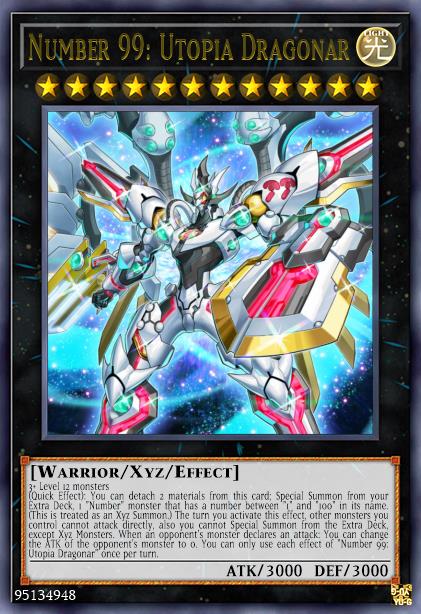 Number 99: Utopia Dragonar
LIGHT
光
99
[Warrior/Xyz/Effect]
3+ Level 12 monsters
(Quick Effect): You can detach 2 materials from this card; Special Summon from your
Extra Deck, 1 "Number" monster that has a number between "1" and "100" in its name.
(This is treated as an Xyz Summon.) The turn you activate this effect, other monsters you
control cannot attack directly, also you cannot Special Summon from the Extra Deck,
except Xyz Monsters. When an opponent's monster declares an attack: You can change
the ATK of the opponent's monster to 0. You can only use each effect of "Number 99:
Utopia Dragonar" once per turn.
ATK/3000 DEF/3000
95134948